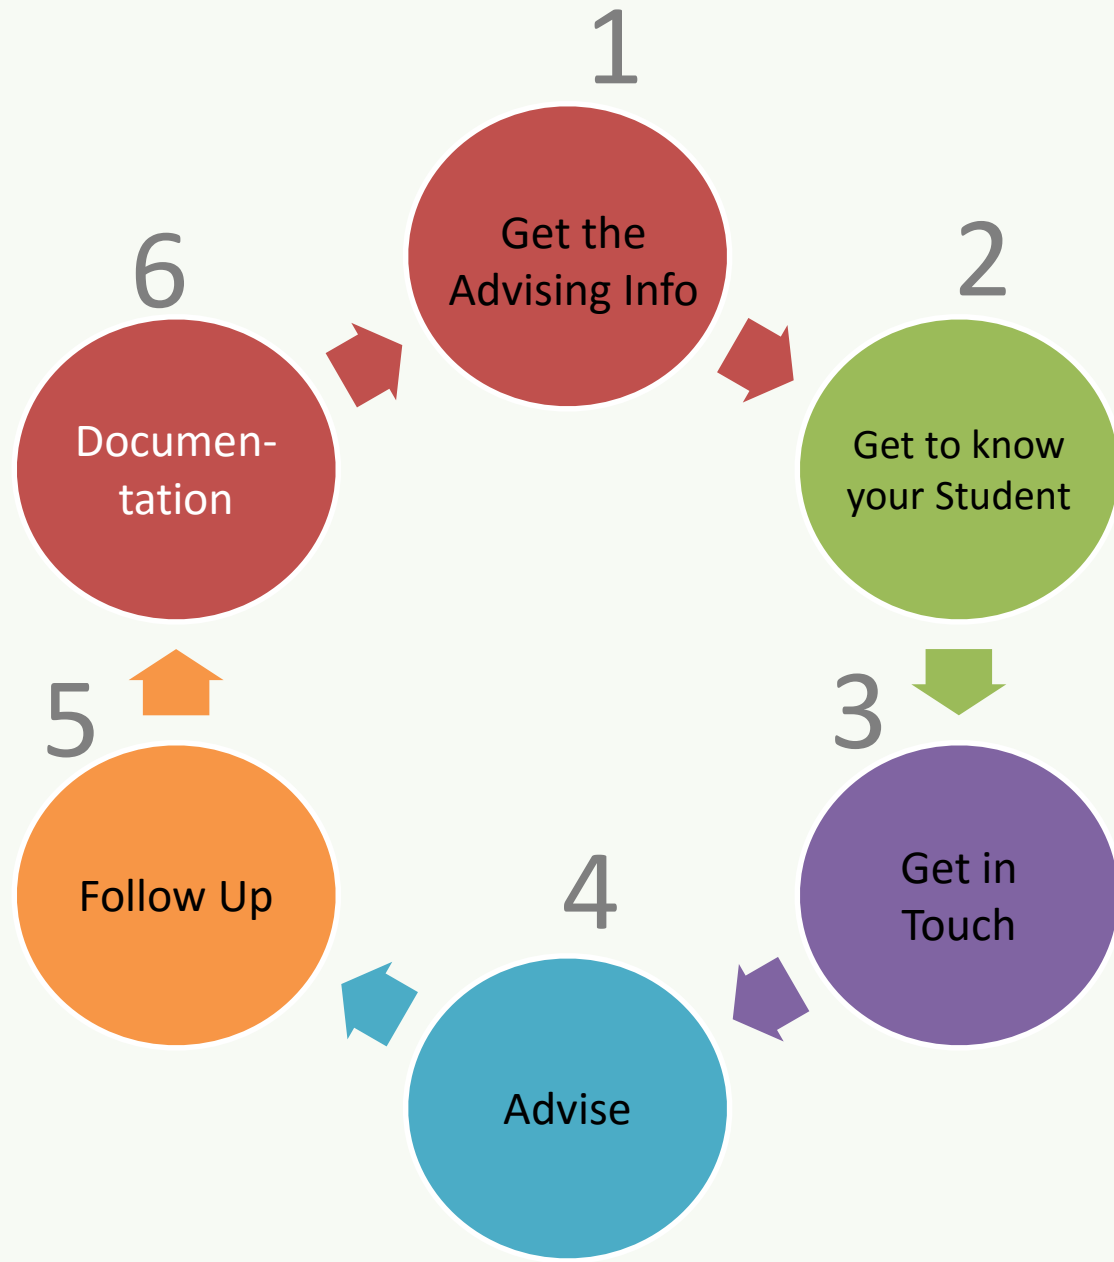 1
Get the
Advising Info
2
Get to know
your Student
3
Get in
Touch
4
Advise
5
Follow Up
6
Documen-
tation